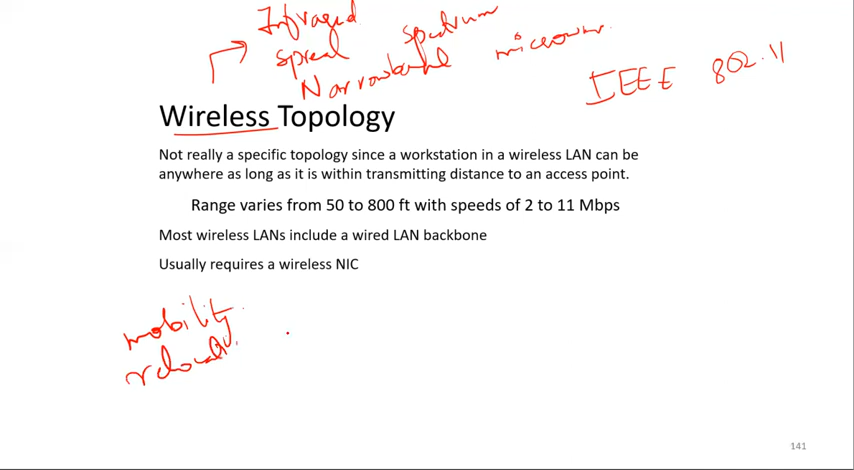 Infrared
Spread spectrum
Narrowband microwav
IEEE 802.11
Wireless Topology
Not really a specific topology since a workstation in a wireless LAN can be
anywhere as long as it is within transmitting distance to an access point.
Range varies from 50 to 800 ft with speeds of 2 to 11 Mbps
Most wireless LANs include a wired LAN backbone
Usually requires a wireless NIC
mobility
141